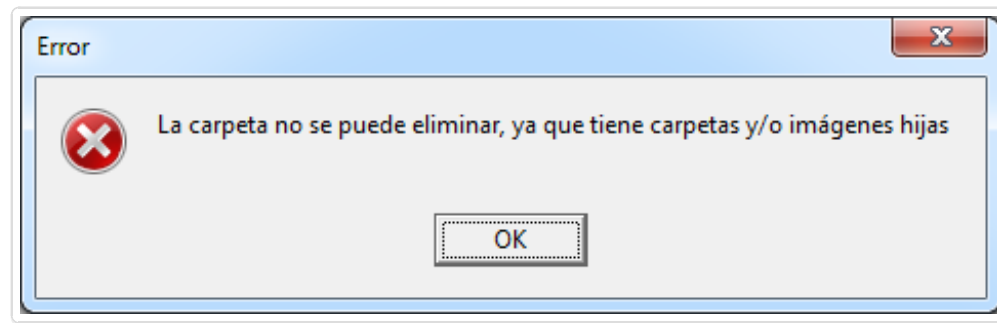 Error
La carpeta no se puede eliminar, ya que tiene carpetas y/o imágenes hijas
OK